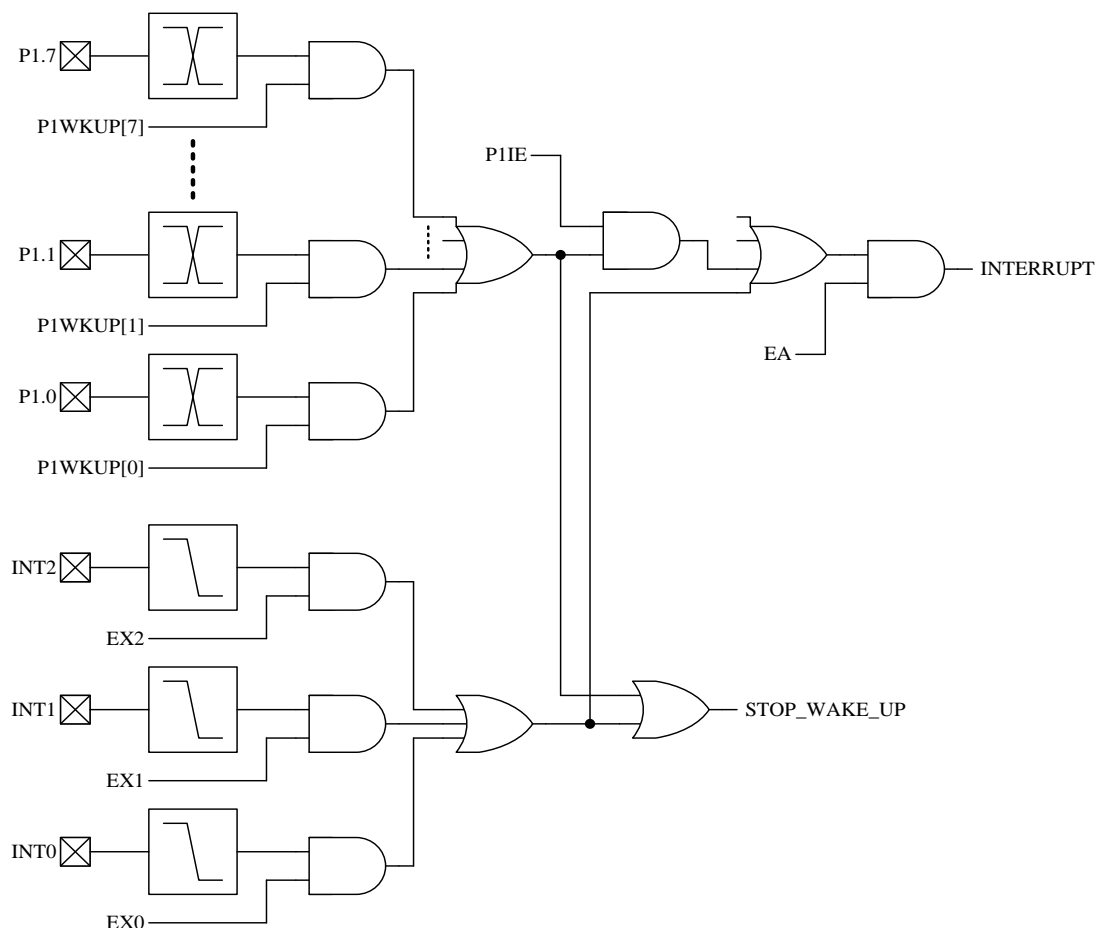 P1.7
P1WKUP[7]
P1IE
P1.1
INTERRUPT
P1WKUP[1]
EA
P1.0
P1WKUP[0]
INT2
EX2
INT1
STOP_WAKE_UP
EX1
INT0
EX0